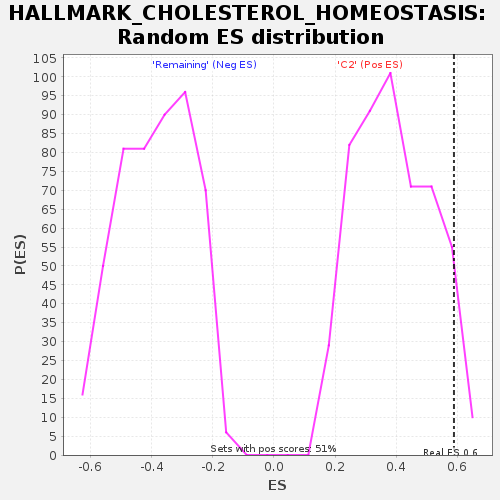 HALLMARK_CHOLESTEROL_HOMEOSTASIS:
Random ES distribution
'Remaining' (Neg ES) 'C2' (Pos ES)
105
100
95
90
85
80
75
70
65
60
55
50
45
40
35
30
25
20
15
10
5
0
P(ES)
Sets with pos scores: 51%
Real ES 0.6
-0.6 -0.4 -0.2 0.0 0.2 0.4 0.6
ES